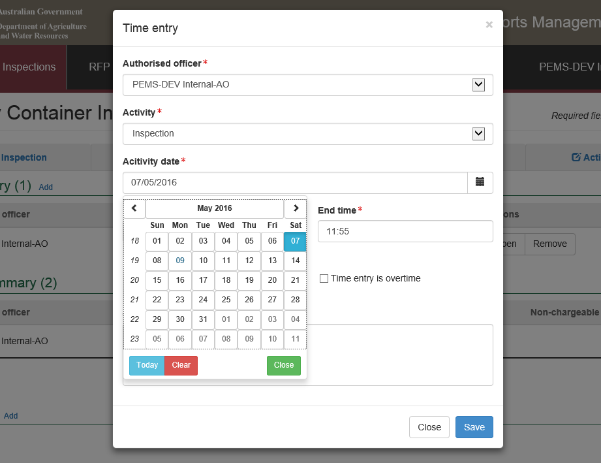 Australian Government
Department of Agriculture
and Water Resources
orts Managem
Inspections
RFP
PEMS-DEV I
Container In
Required fie
Time entry
×
Authorised officer*
PEMS-DEV Internal-AO
Activity*
Inspection
Acitivity date*
07/05/2016
May 2016
Sun Mon Tue Wed Thu Fri Sat
18 01 02 03 04 05 06 07
19 08 09 10 11 12 13 14
20 15 16 17 18 19 20 21
21 22 23 24 25 26 27 28
22 29 30 31 01 02 03 04
23 05 06 07 08 09 10 11
Today Clear Close
End time*
11:55
Time entry is overtime
Close Save
Inspection
Acti
ry (1) Add
officer
ons
Internal-AO
pen Remove
mmary (2)
officer
Non-chargeable
Internal-AO
Add